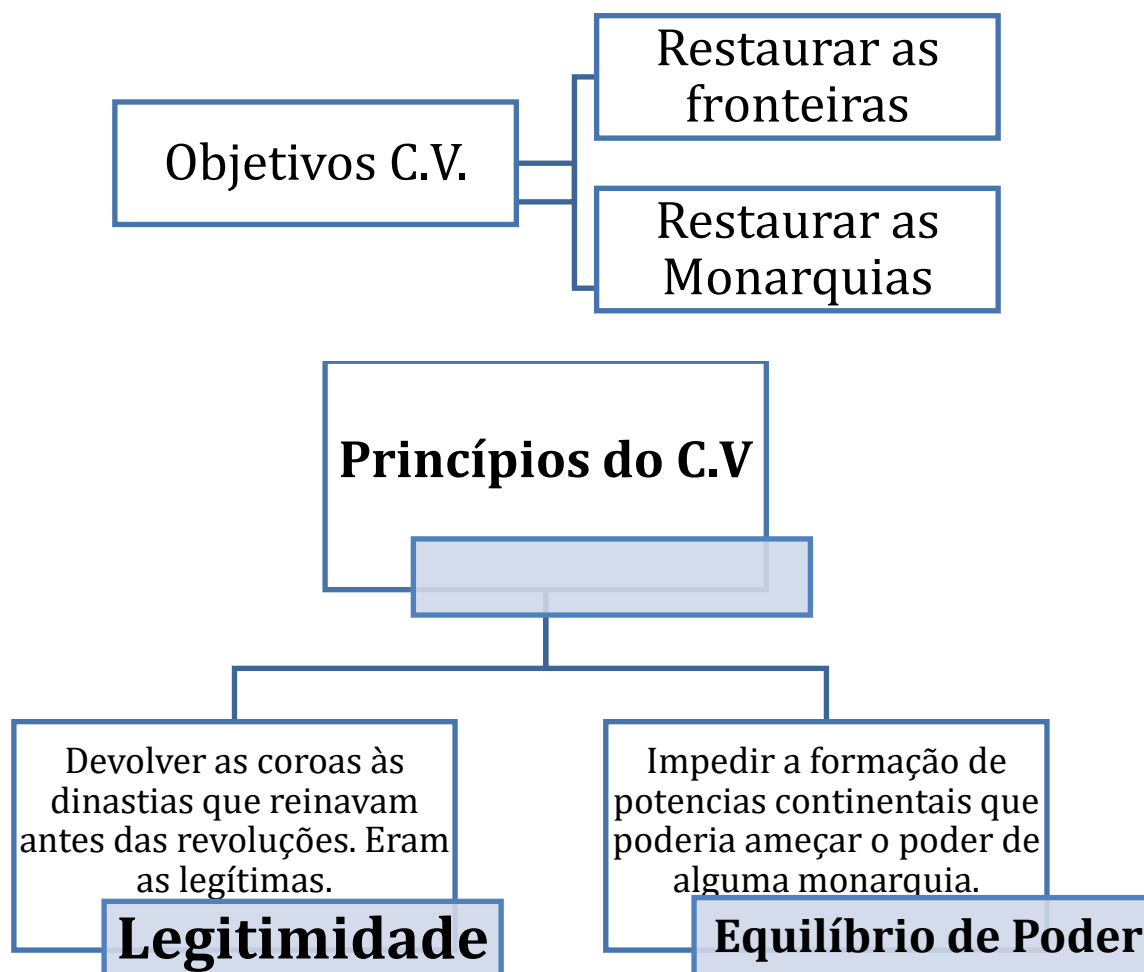 Restaurar as
fronteiras
Objetivos C.V.
Restaurar as
Monarquias
Princípios do C.V
Devolver as coroas às
dinastias que reinavam
antes das revoluções. Eram
as legítimas.
Legitimidade
Impedir a formação de
potencias continentais que
poderia ameçar o poder de
alguma monarquia.
Equilíbrio de Poder